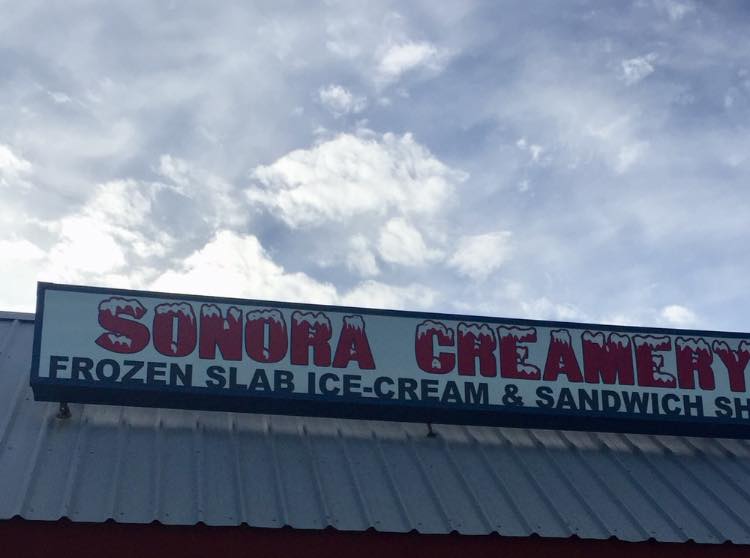 SONORA CREAMERY
FROZEN SLAB ICE-CREAM & SANDWICH SH